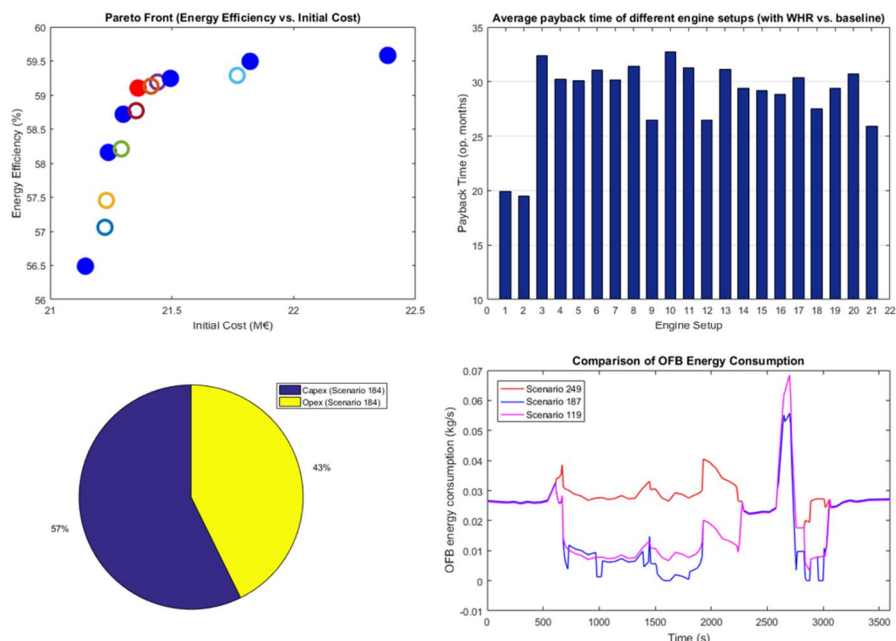 Pareto Front (Energy Efficiency vs. Initial Cost)
60
59.5
59
58.5
58
57.5
57
56.5
56
Energy Efficiency (%)
21
21.5
22
22.5
Initial Cost (M€)
Average payback time of different engine setups (with WHR vs. baseline)
35
30
25
20
15
10
Payback Time (op. months)
0 1 2 3 4 5 6 7 8 9 10 11 12 13 14 15 16 17 18 19 20 21 22
Engine Setup
Capex (Scenario 184)
Opex (Scenario 184)
43%
57%
Comparison of OFB Energy Consumption
0.07
0.06
0.05
0.04
0.03
0.02
0.01
0
-0.01
OFB energy consumption (kg/s)
Scenario 249
Scenario 187
Scenario 119
0 500 1000 1500 2000 2500 3000 3500
Time (s)